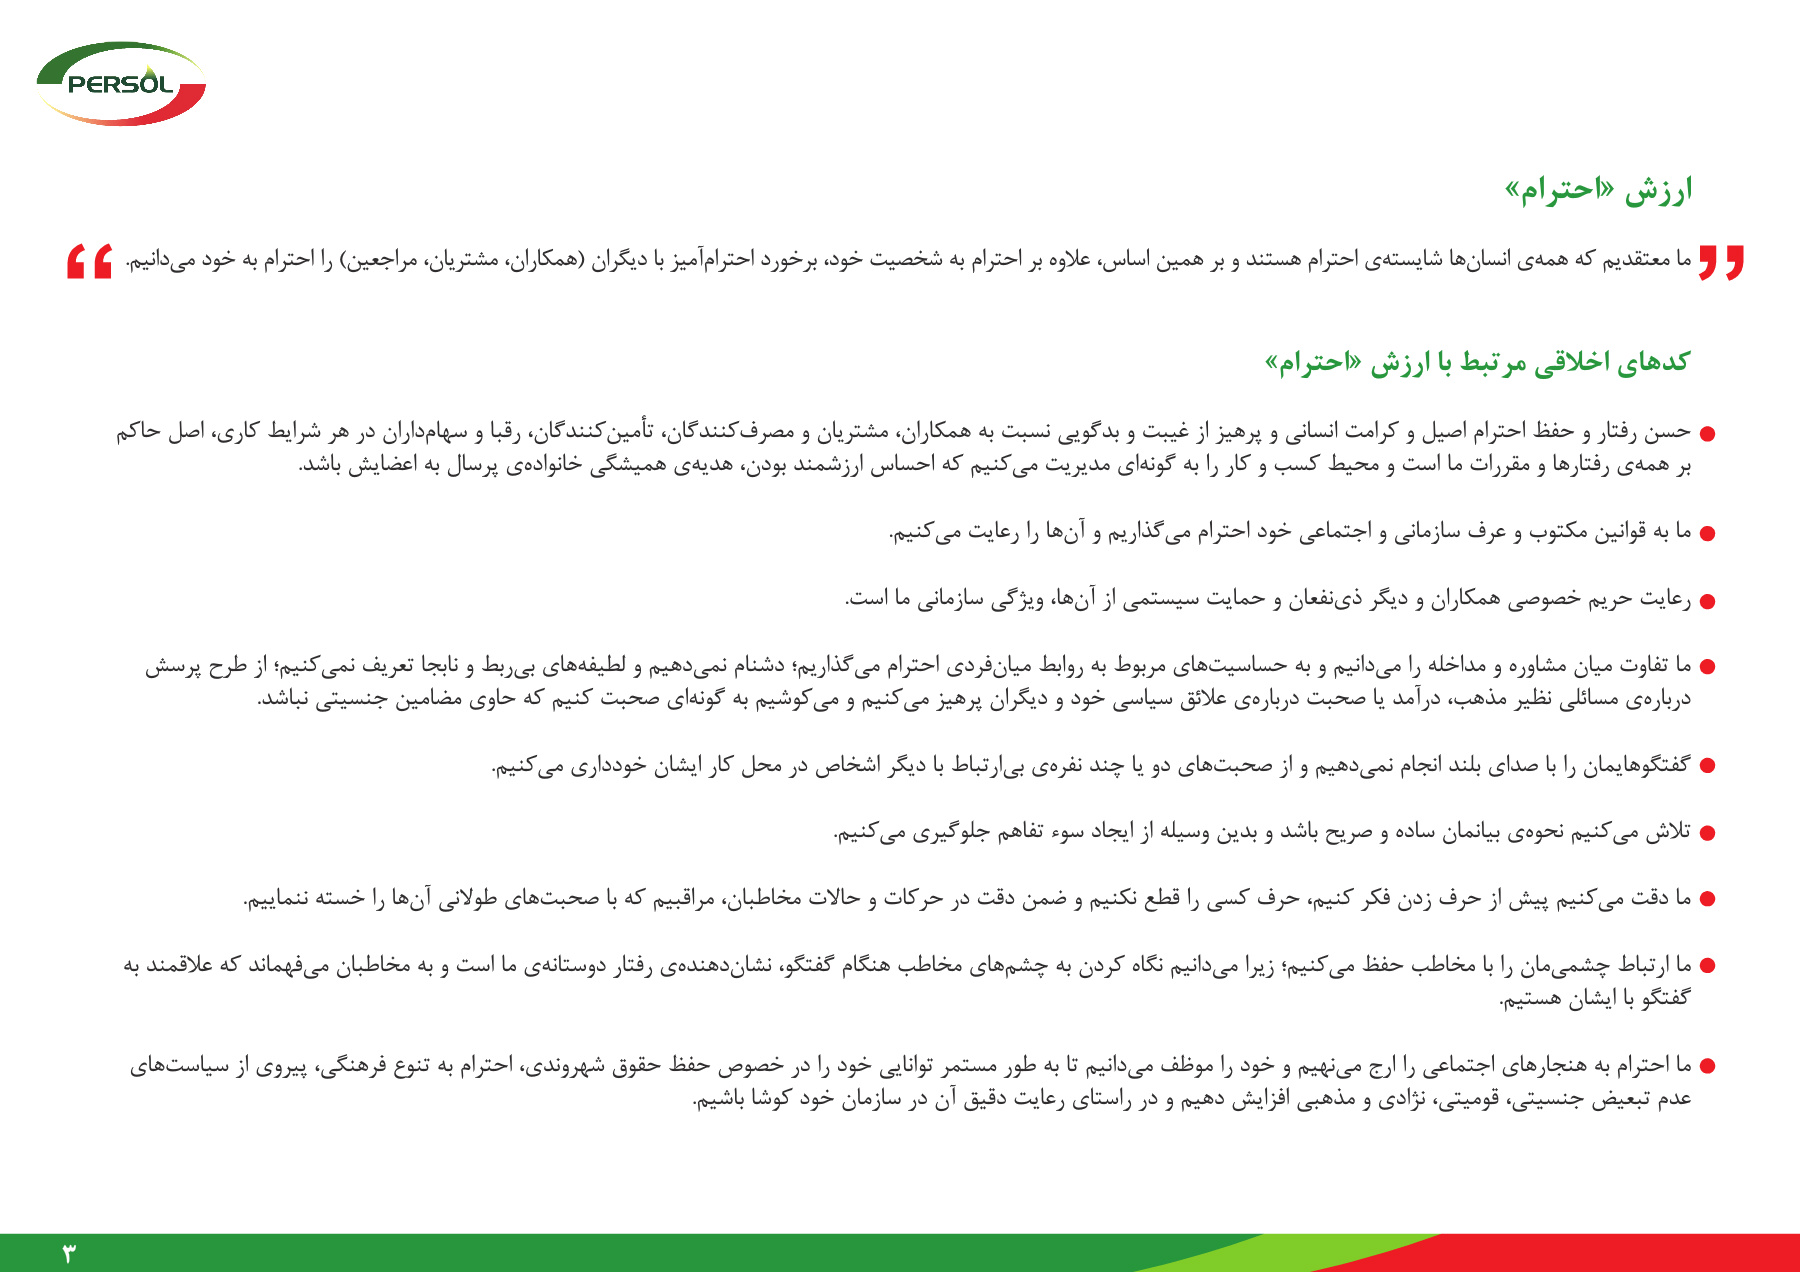 PERSOL
ارزش «احترام»
ما معتقدیم که همه‌ی انسان‌ها شایسته‌ی احترام هستند و بر همین اساس، علاوه بر احترام به شخصیت خود، برخورد احترام‌آمیز با دیگران (همکاران، مشتریان، مراجعین) را احترام به خود می‌دانیم.
کدهای اخلاقی مرتبط با ارزش «احترام»
حسن رفتار و حفظ احترام اصیل و کرامت انسانی و پرهیز از غیبت و بدگویی نسبت به همکاران، مشتریان و مصرف‌کنندگان، تأمین‌کنندگان، رقبا و سهام‌داران در هر شرایط کاری، اصل حاکم
بر همه‌ی رفتارها و مقررات ما است و محیط کسب و کار را به گونه‌ای مدیریت می‌کنیم که احساس ارزشمند بودن، هدیه‌ی همیشگی خانواده‌ی پرسال به اعضایش باشد.
ما به قوانین مکتوب و عرف سازمانی و اجتماعی خود احترام می‌گذاریم و آن‌ها را رعایت می‌کنیم.
رعایت حریم خصوصی همکاران و دیگر ذی‌نفعان و حمایت سیستمی از آن‌ها، ویژگی سازمانی ما است.
ما تفاوت میان مشاوره و مداخله را می‌دانیم و به حساسیت‌های مربوط به روابط میان‌فردی احترام می‌گذاریم؛ دشنام نمی‌دهیم و لطیفه‌های بی‌ربط و نابجا تعریف نمی‌کنیم؛ از طرح پرسش
درباره‌ی مسائلی نظیر مذهب، درآمد یا صحبت درباره‌ی علائق سیاسی خود و دیگران پرهیز می‌کنیم و می‌کوشیم به گونه‌ای صحبت کنیم که حاوی مضامین جنسیتی نباشد.
گفتگوهایمان را با صدای بلند انجام نمی‌دهیم و از صحبت‌های دو یا چند نفره‌ی بی‌ارتباط با دیگر اشخاص در محل کار ایشان خودداری می‌کنیم.
تلاش می‌کنیم نحوه‌ی بیانمان ساده و صریح باشد و بدین وسیله از ایجاد سوء تفاهم جلوگیری می‌کنیم.
ما دقت می‌کنیم پیش از حرف زدن فکر کنیم، حرف کسی را قطع نکنیم و ضمن دقت در حرکات و حالات مخاطبان، مراقبیم که با صحبت‌های طولانی آن‌ها را خسته ننماییم.
ما ارتباط چشمی‌مان را با مخاطب حفظ می‌کنیم؛ زیرا می‌دانیم نگاه کردن به چشم‌های مخاطب هنگام گفتگو، نشان‌دهنده‌ی رفتار دوستانه‌ی ما است و به مخاطبان می‌فهماند که علاقمند به
گفتگو با ایشان هستیم.
ما احترام به هنجارهای اجتماعی را ارج می‌نهیم و خود را موظف می‌دانیم تا به طور مستمر توانایی خود را در خصوص حفظ حقوق شهروندی، احترام به تنوع فرهنگی، پیروی از سیاست‌های
عدم تبعیض جنسیتی، قومیتی، نژادی و مذهبی افزایش دهیم و در راستای رعایت دقیق آن در سازمان خود کوشا باشیم.
۳